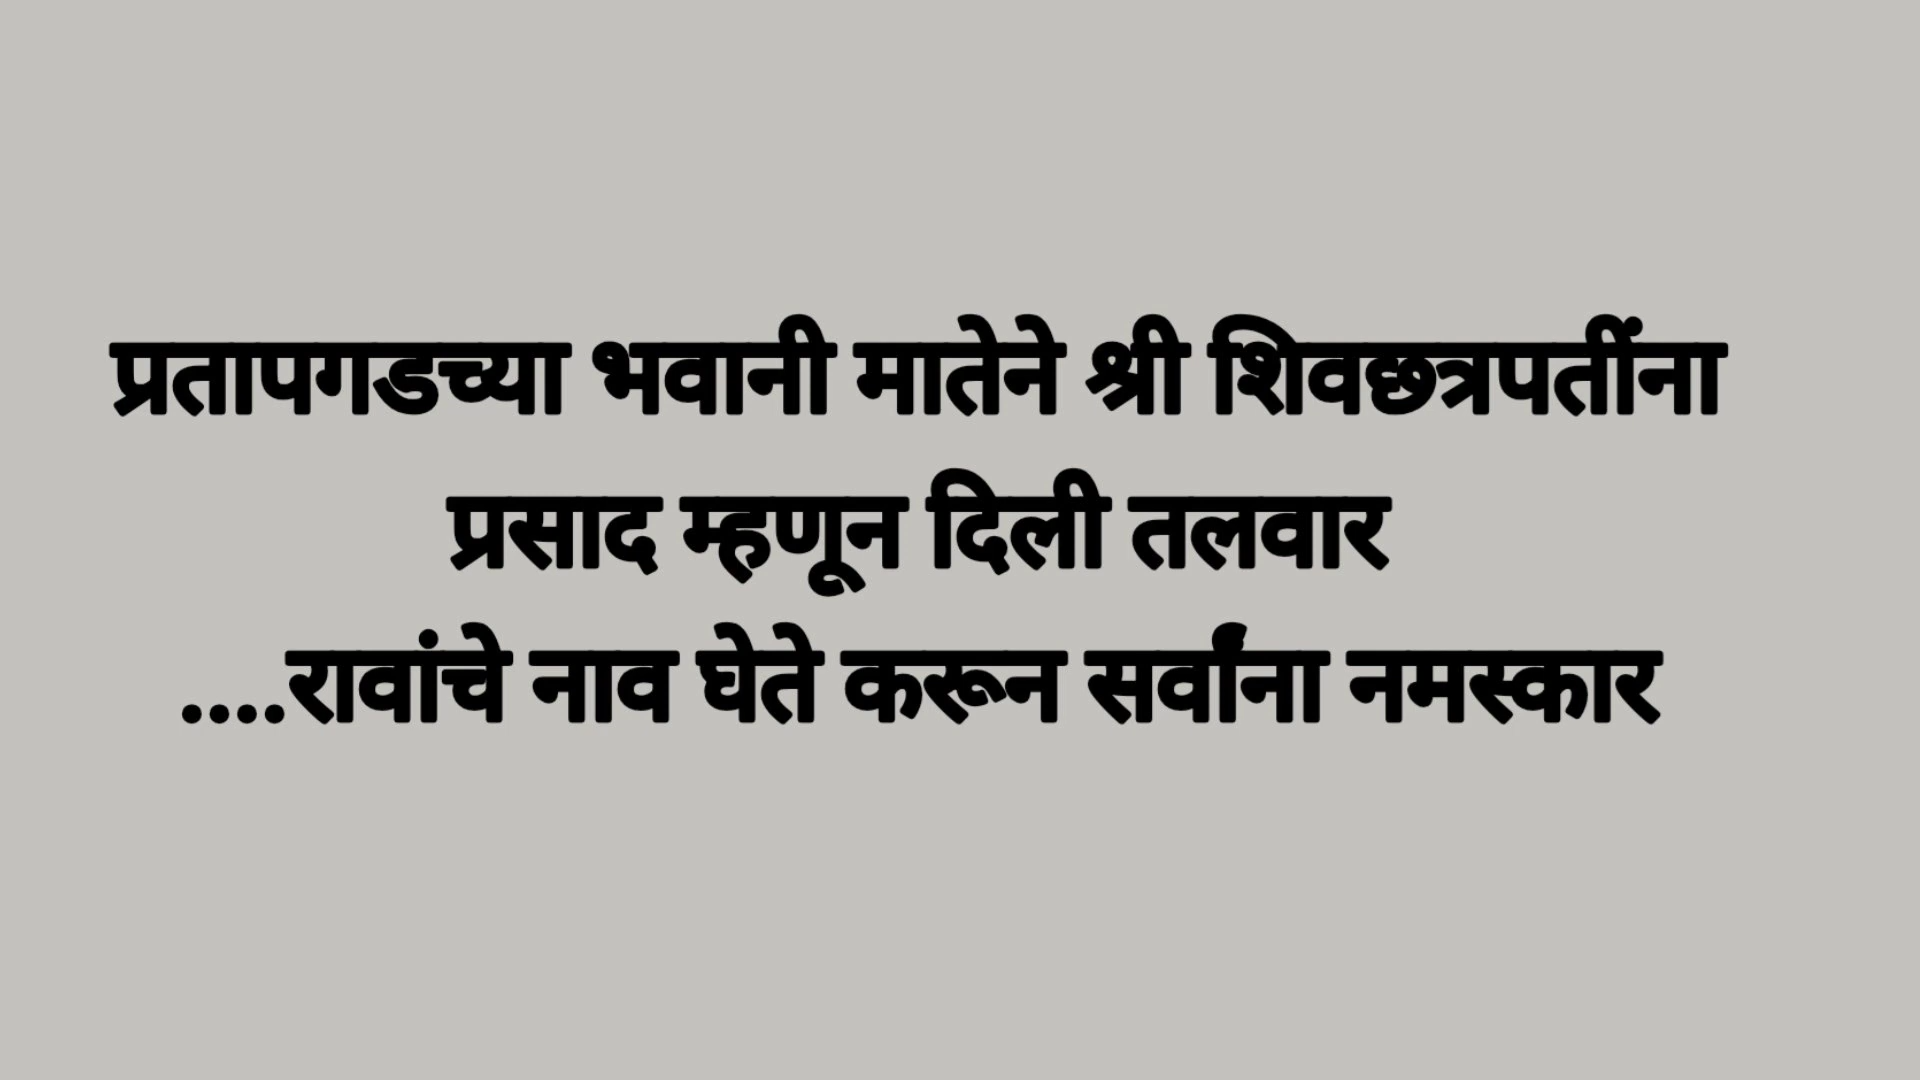 प्रतापगडच्या भवानी मातेने श्री शिवछत्रपतींना
प्रसाद म्हणून दिली तलवार
....रावांचे नाव घेते करून सर्वांना नमस्कार